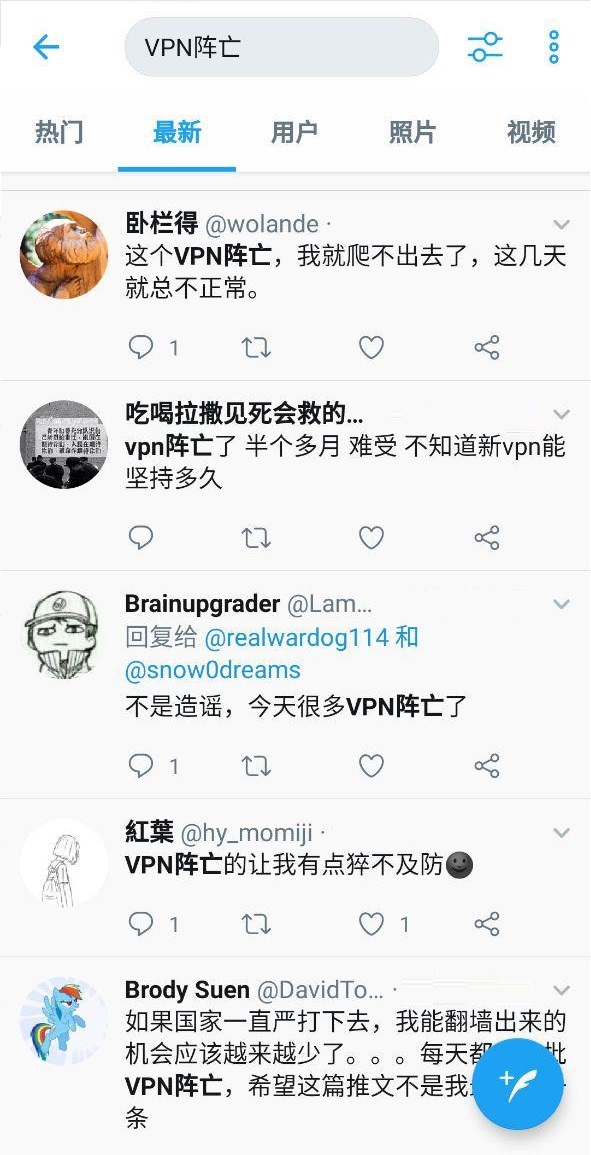 VPN阵亡
热门 最新 用户 照片 视频
卧栏得 @wolande ·
这个VPN阵亡，我就爬不出去了，这几天
就总不正常。
1
吃喝拉撒见死会救的...
vpn阵亡了 半个多月 难受 不知道新vpn能
坚持多久
Brainupgrader @Lam...
回复给 @realwardog114 和
@snow0dreams
不是造谣，今天很多VPN阵亡了
1
紅葉 @hy_momiji ·
VPN阵亡的让我有点猝不及防🌚
1 1
Brody Suen @DavidTo... ·
如果国家一直严打下去，我能翻墙出来的
机会应该越来越少了。。。每天都 批
VPN阵亡，希望这篇推文不是我
条